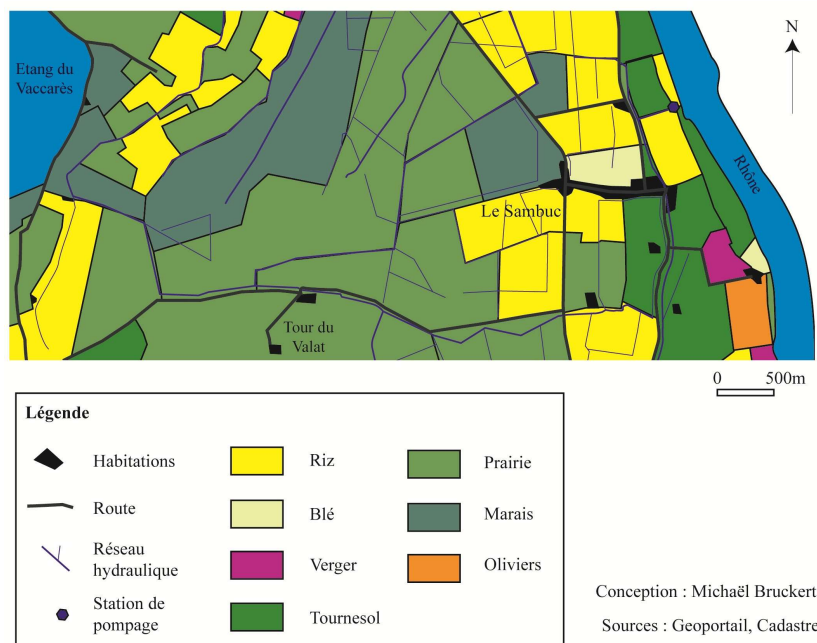 N
Etang du
Vaccarès
Rhône
Le Sambuc
Tour du
Valat
0 500m
Légende
Habitations
Route
Réseau
hydraulique
Station de
pompage
Riz
Blé
Verger
Tournesol
Prairie
Marais
Oliviers
Conception : Michaël Bruckert
Sources : Geoportail, Cadastre